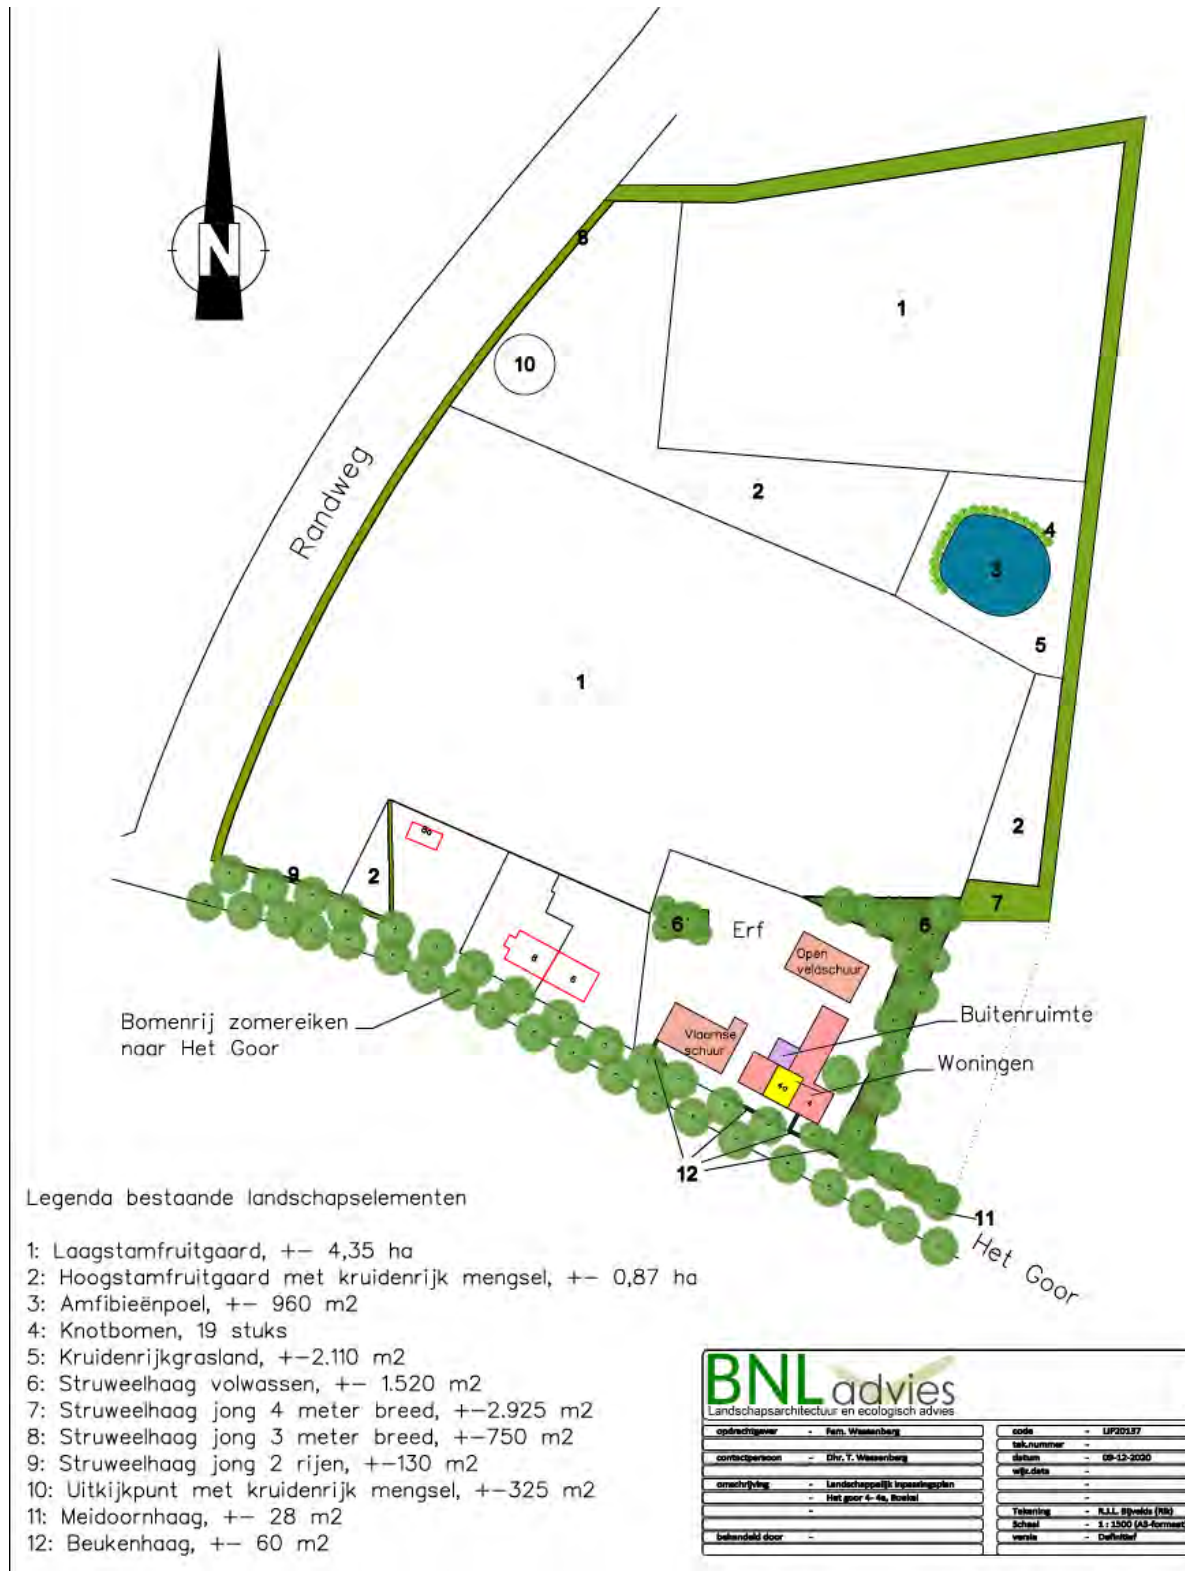 N
8
1
10
Randweg
2
4
3
5
1
2
8a
9
2
7
6
6
Erf
Open
veldschuur
8
6
Buitenruimte
Bomenrij zomereiken
naar Het Goor
Vlaamse
schuur
Woningen
4a
4
12
11
Het Goor
Legenda bestaande landschapselementen
1: Laagstamfruitgaard, +- 4,35 ha
2: Hoogstamfruitgaard met kruidenrijk mengsel, +- 0,87 ha
3: Amfibieënpoel, +- 960 m2
4: Knotbomen, 19 stuks
5: Kruidenrijkgrasland, +-2.110 m2
6: Struweelhaag volwassen, +- 1.520 m2
7: Struweelhaag jong 4 meter breed, +-2.925 m2
8: Struweelhaag jong 3 meter breed, +-750 m2
9: Struweelhaag jong 2 rijen, +-130 m2
10: Uitkijkpunt met kruidenrijk mengsel, +-325 m2
11: Meidoornhaag, +- 28 m2
12: Beukenhaag, +- 60 m2
BNL advies
Landschapsarchitectuur en ecologisch advies
opdrachtgever - Fam. Wassenberg
contactpersoon - Dhr. T. Wassenberg
omschrijving - Landschappelijk inpassingsplan
- Het goor 4- 4a, Boekel
-
behandeld door -
code - LIP20137
tek.nummer -
datum - 09-12-2020
wijz.data -
-
-
Tekening - R.J.L. Bijvelds (Rik)
Schaal - 1 : 1500 (A3-formaat)
versie - Definitief